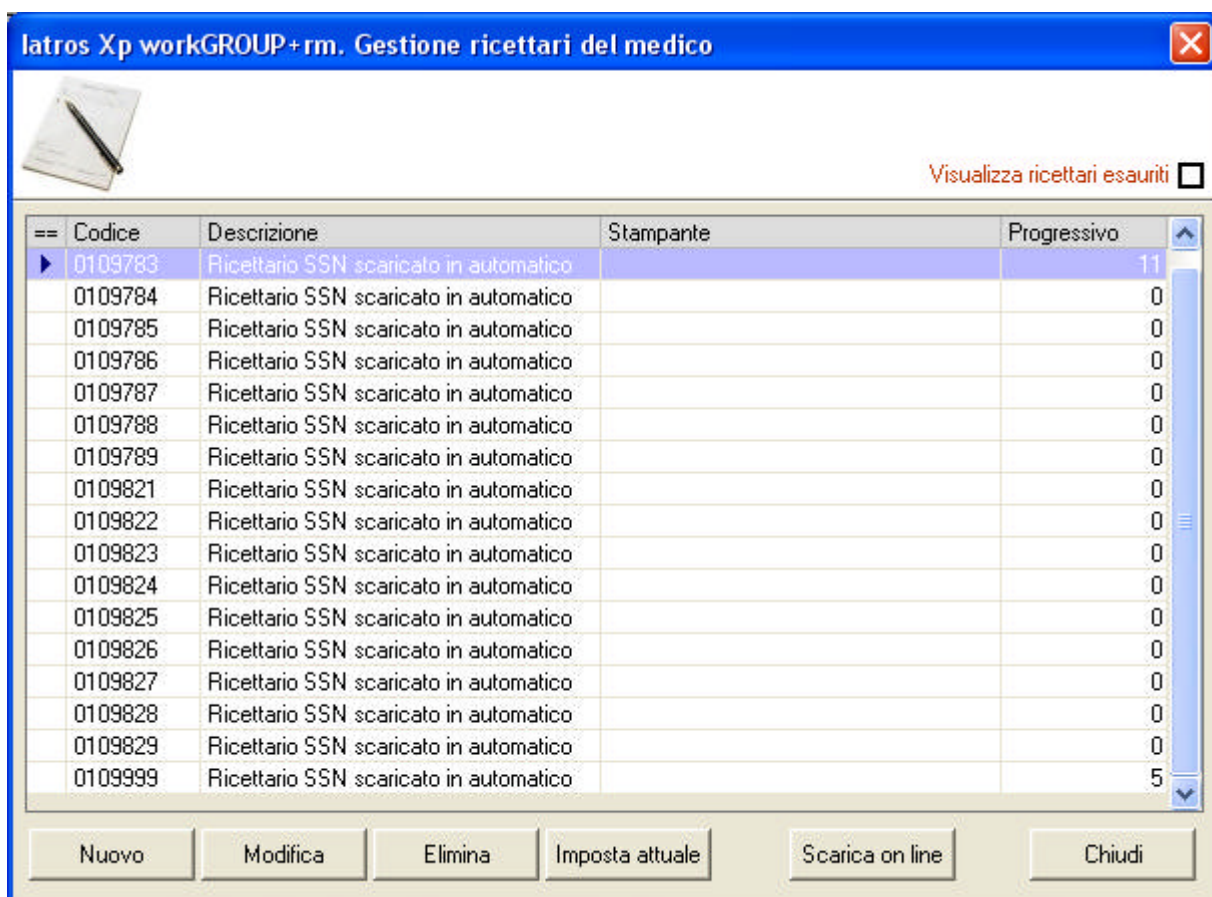 Iatros Xp workGROUP+rm. Gestione ricettari del medico
Visualizza ricettari esauriti
== Codice Descrizione Stampante Progressivo
0109783 Ricettario SSN scaricato in automatico 11
0109784 Ricettario SSN scaricato in automatico 0
0109785 Ricettario SSN scaricato in automatico 0
0109786 Ricettario SSN scaricato in automatico 0
0109787 Ricettario SSN scaricato in automatico 0
0109788 Ricettario SSN scaricato in automatico 0
0109789 Ricettario SSN scaricato in automatico 0
0109821 Ricettario SSN scaricato in automatico 0
0109822 Ricettario SSN scaricato in automatico 0
0109823 Ricettario SSN scaricato in automatico 0
0109824 Ricettario SSN scaricato in automatico 0
0109825 Ricettario SSN scaricato in automatico 0
0109826 Ricettario SSN scaricato in automatico 0
0109827 Ricettario SSN scaricato in automatico 0
0109828 Ricettario SSN scaricato in automatico 0
0109829 Ricettario SSN scaricato in automatico 0
0109999 Ricettario SSN scaricato in automatico 5
Nuovo Modifica Elimina Imposta attuale Scarica on line Chiudi